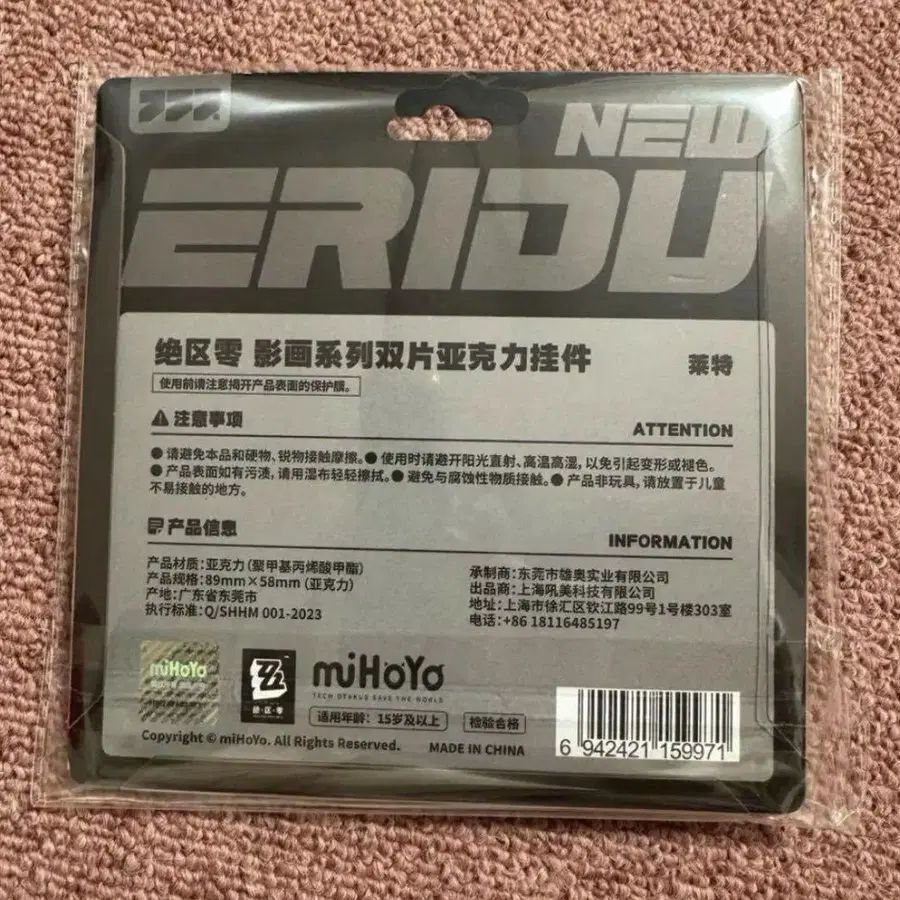 NEW
ERIDU
绝区零 影画系列双片亚克力挂件 莱特
使用前请注意揭开产品表面的保护膜。
注意事项 ATTENTION
● 请避免本品和硬物、锐物接触摩擦。● 使用时请避开阳光直射、高温高湿，以免引起变形或褪色。
● 产品表面如有污渍，请用湿布轻轻擦拭。● 避免与腐蚀性物质接触。● 产品非玩具，请放置于儿童
不易接触的地方。
产品信息 INFORMATION
产品材质：亚克力（聚甲基丙烯酸甲酯）
产品规格：89mm×58mm（亚克力）
产地：广东省东莞市
执行标准：Q/SHHM 001-2023
承制商：东莞市雄奥实业有限公司
出品商：上海吼美科技有限公司
地址：上海市徐汇区钦江路99号1号楼303室
电话：+86 18116485197
miHoYo
绝区零
miHoYo
TECH OTAKUS SAVE THE WORLD
适用年龄：15岁及以上 检验合格
Copyright © miHoYo. All Rights Reserved. MADE IN CHINA
6 942421 159971